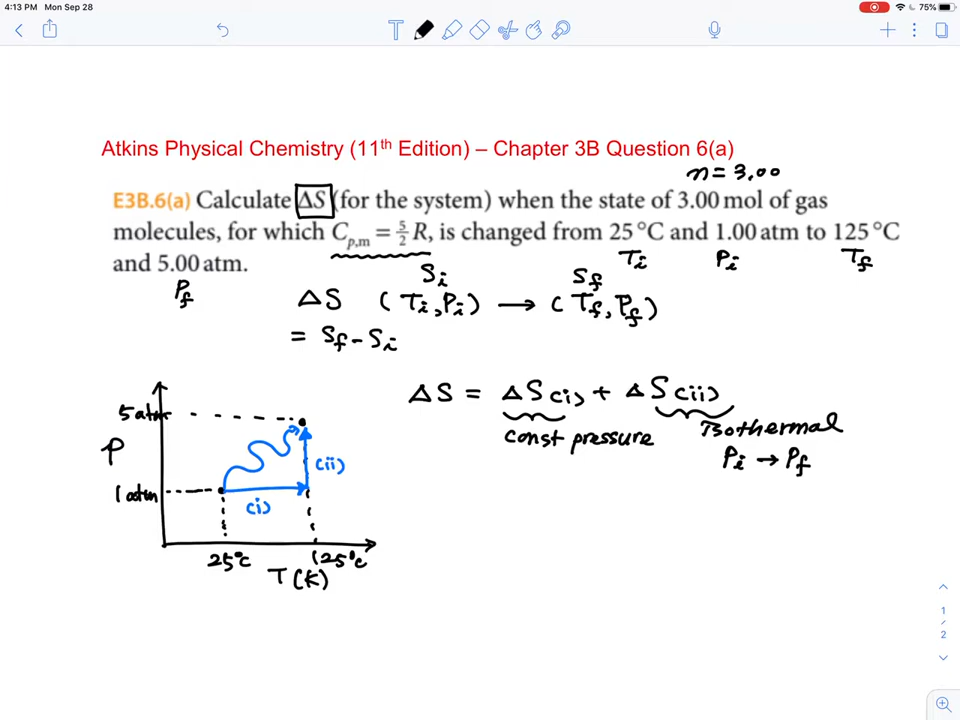 4:13 PM Mon Sep 28
75%
T
Atkins Physical Chemistry (11th Edition) – Chapter 3B Question 6(a)
n = 3.00
E3B.6(a) Calculate ΔS (for the system) when the state of 3.00 mol of gas
molecules, for which Cp,m = 5/2 R, is changed from 25 °C and 1.00 atm to 125 °C
and 5.00 atm.
Ti Pi Tf
Pf
Si Sf
ΔS (Ti, Pi) → (Tf, Pf)
= Sf - Si
ΔS = ΔS(i) + ΔS(ii)
const pressure
Isothermal
Pi → Pf
5 atm
P
(ii)
1 atm
(i)
25°C 125°C
T (K)
1
/
2